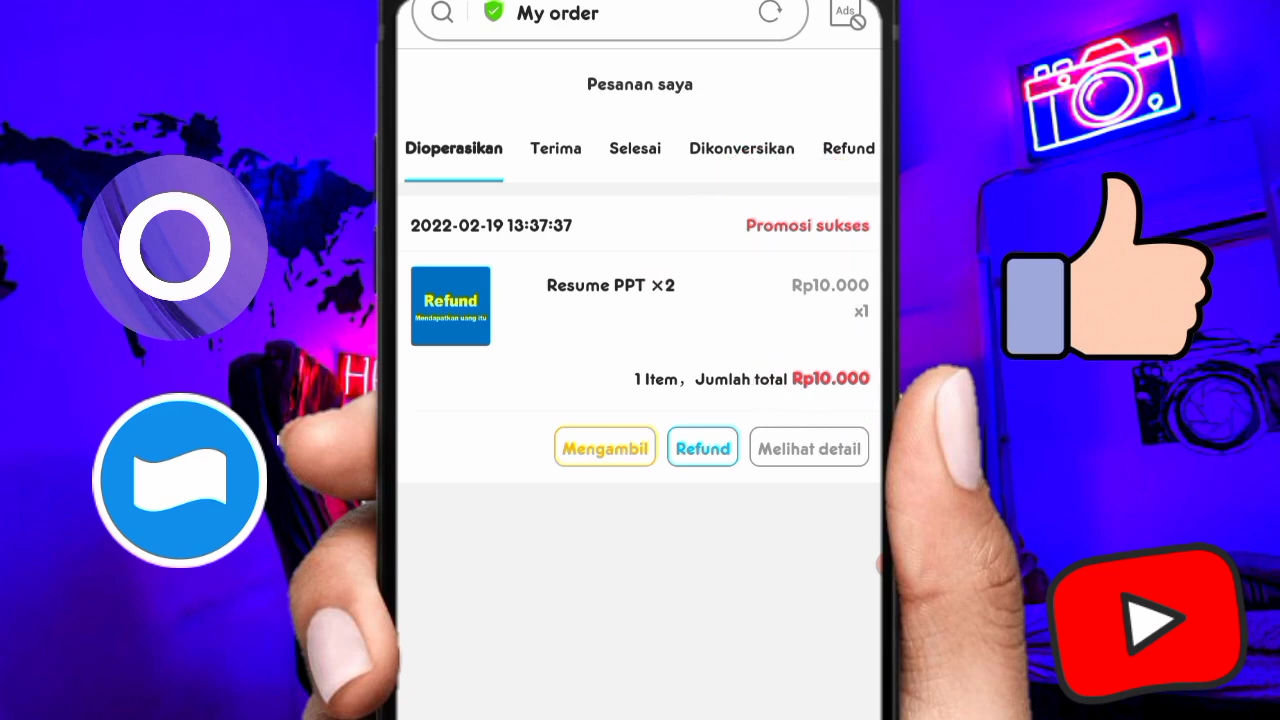 My order
Ads
Pesanan saya
Dioperasikan Terima Selesai Dikonversikan Refund
2022-02-19 13:37:37 Promosi sukses
Refund
Mendapatkan uang itu
Resume PPT ×2 Rp10.000
x1
1 Item, Jumlah total Rp10.000
Mengambil Refund Melihat detail